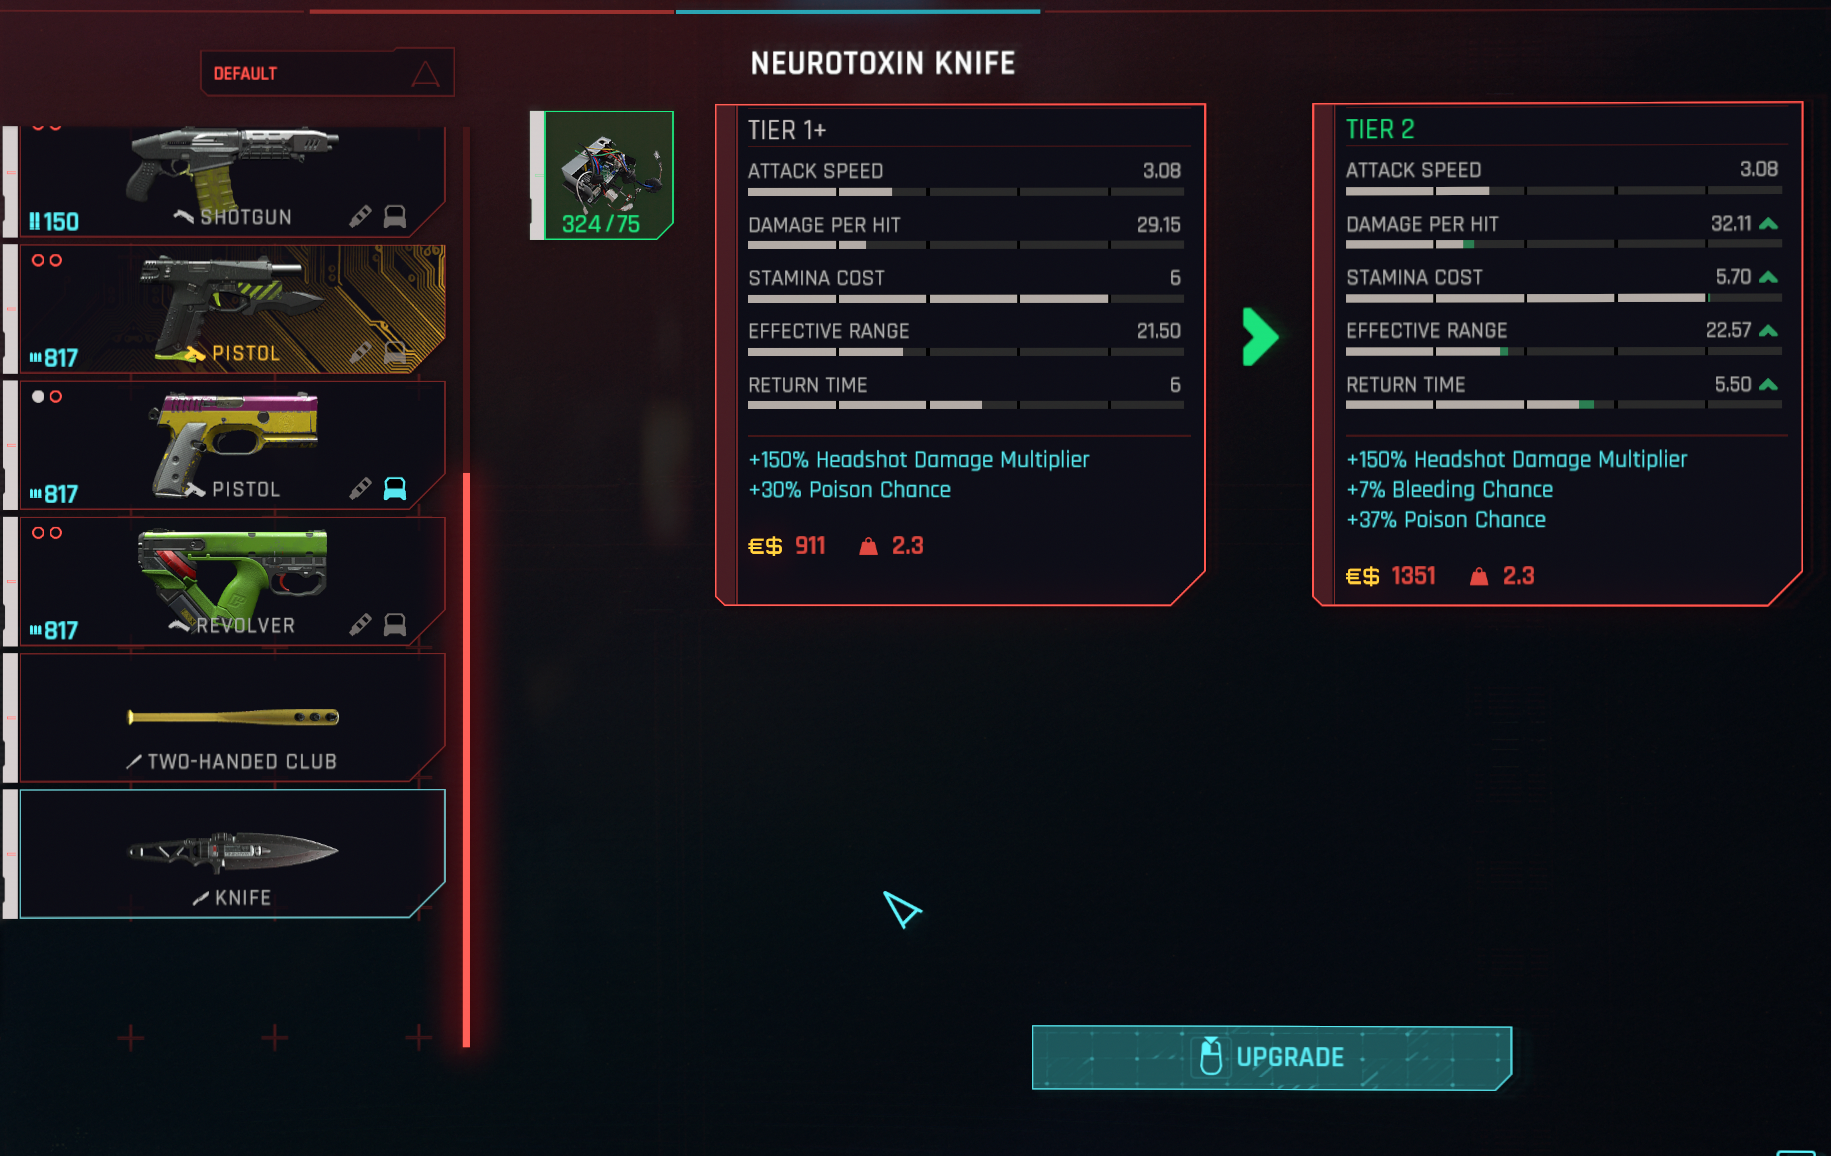 DEFAULT
150
SHOTGUN
817
PISTOL
817
PISTOL
817
REVOLVER
TWO-HANDED CLUB
KNIFE
NEUROTOXIN KNIFE
324/75
TIER 1+
ATTACK SPEED 3.08
DAMAGE PER HIT 29.15
STAMINA COST 6
EFFECTIVE RANGE 21.50
RETURN TIME 6
+150% Headshot Damage Multiplier
+30% Poison Chance
€$ 911 2.3
TIER 2
ATTACK SPEED 3.08
DAMAGE PER HIT 32.11
STAMINA COST 5.70
EFFECTIVE RANGE 22.57
RETURN TIME 5.50
+150% Headshot Damage Multiplier
+7% Bleeding Chance
+37% Poison Chance
€$ 1351 2.3
UPGRADE